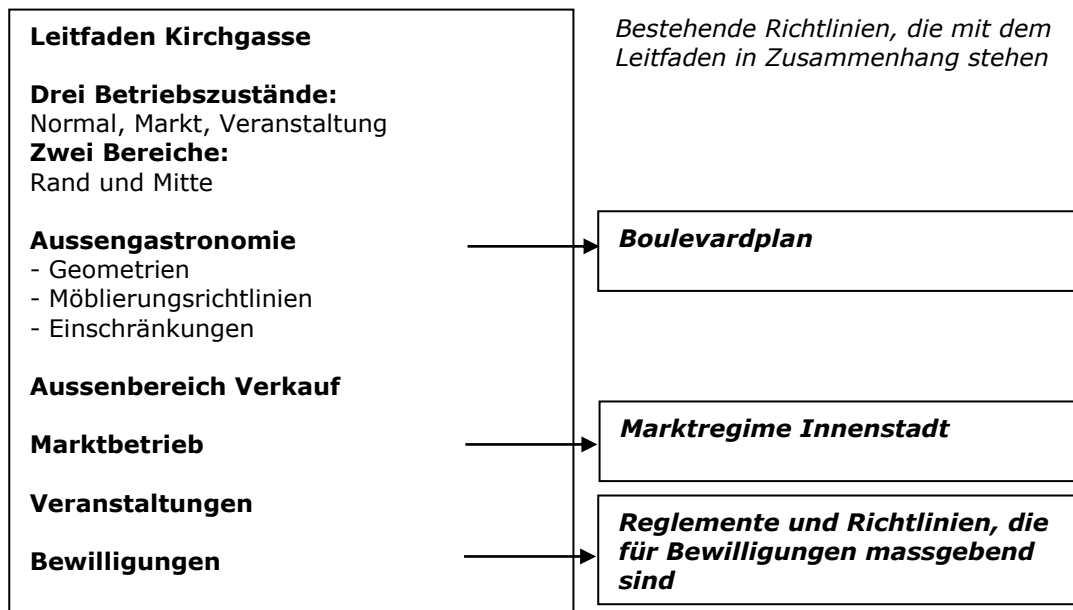 Leitfaden Kirchgasse
Drei Betriebszustände:
Normal, Markt, Veranstaltung
Zwei Bereiche:
Rand und Mitte
Aussengastronomie
- Geometrien
- Möblierungsrichtlinien
- Einschränkungen
Aussenbereich Verkauf
Marktbetrieb
Veranstaltungen
Bewilligungen
Bestehende Richtlinien, die mit dem
Leitfaden in Zusammenhang stehen
Boulevardplan
Marktregime Innenstadt
Reglemente und Richtlinien, die
für Bewilligungen massgebend
sind